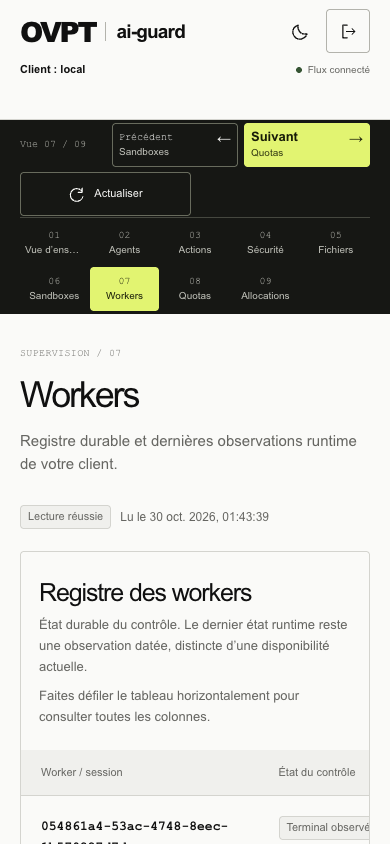 OVPT ai-guard
Client : local
Flux connecté
Vue 07 / 09
Précédent ←
Sandboxes
Suivant →
Quotas
Actualiser
01 02 03 04 05
Vue d'ens… Agents Actions Sécurité Fichiers
06 07 08 09
Sandboxes Workers Quotas Allocations
SUPERVISION / 07
Workers
Registre durable et dernières observations runtime
de votre client.
Lecture réussie Lu le 30 oct. 2026, 01:43:39
Registre des workers
État durable du contrôle. Le dernier état runtime reste
une observation datée, distincte d'une disponibilité
actuelle.
Faites défiler le tableau horizontalement pour
consulter toutes les colonnes.
Worker / session État du contrôle
054861a4-53ac-4748-8eec- Terminal observé